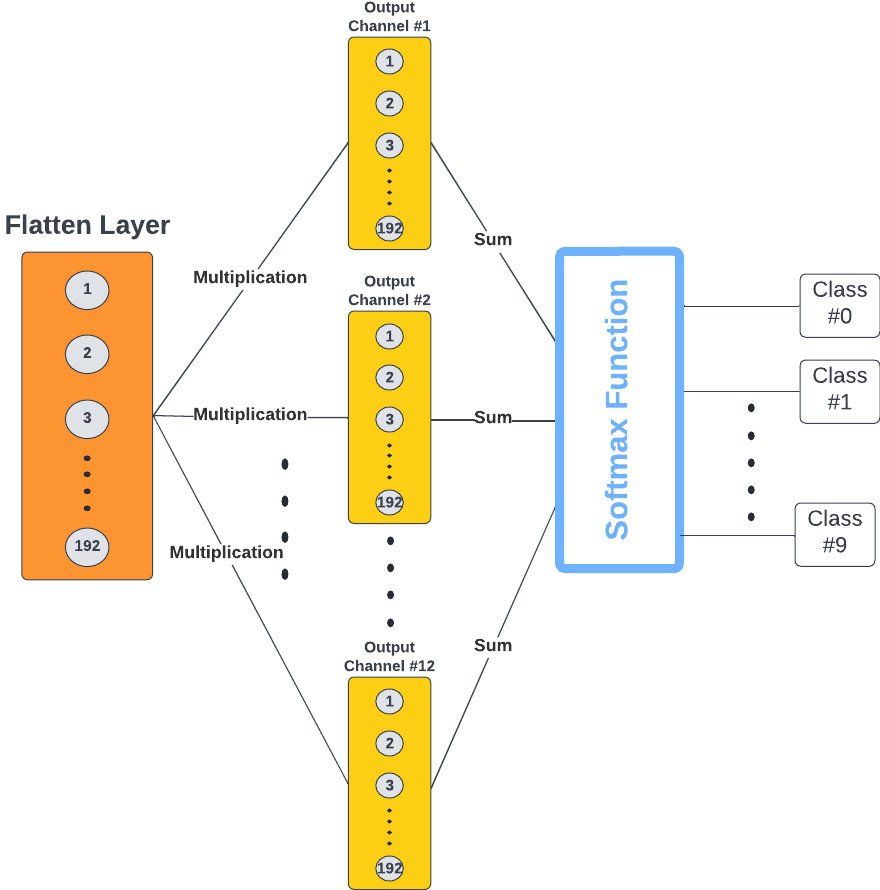 Output
Channel #1
1
2
3
192
Flatten Layer
1
2
3
192
Multiplication
Multiplication
Multiplication
Output
Channel #2
1
2
3
192
Output
Channel #12
1
2
3
192
Sum
Sum
Sum
Softmax Function
Class
#0
Class
#1
Class
#9